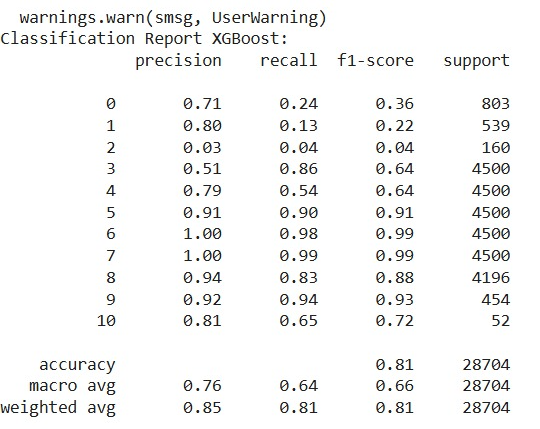 warnings.warn(smsg, UserWarning)
Classification Report XGBoost:
precision recall f1-score support
0 0.71 0.24 0.36 803
1 0.80 0.13 0.22 539
2 0.03 0.04 0.04 160
3 0.51 0.86 0.64 4500
4 0.79 0.54 0.64 4500
5 0.91 0.90 0.91 4500
6 1.00 0.98 0.99 4500
7 1.00 0.99 0.99 4500
8 0.94 0.83 0.88 4196
9 0.92 0.94 0.93 454
10 0.81 0.65 0.72 52
accuracy 0.81 28704
macro avg 0.76 0.64 0.66 28704
weighted avg 0.85 0.81 0.81 28704